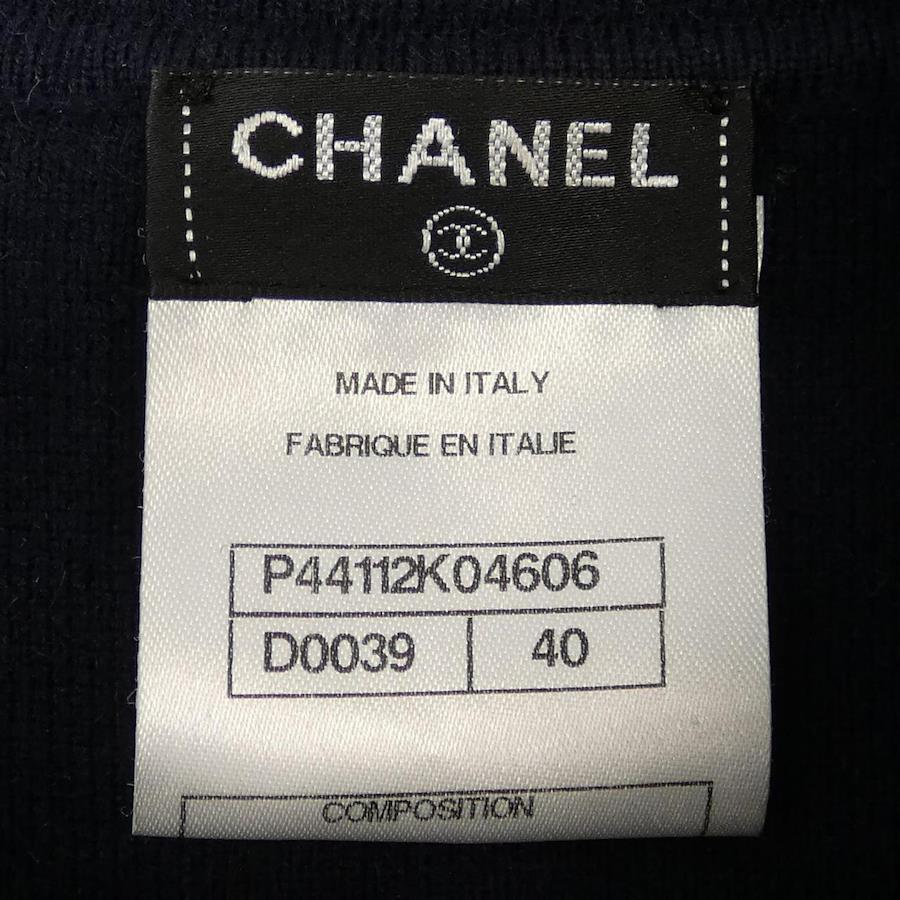 CHANEL
MADE IN ITALY
FABRIQUE EN ITALIE
P44112K04606
D0039 40
COMPOSITION